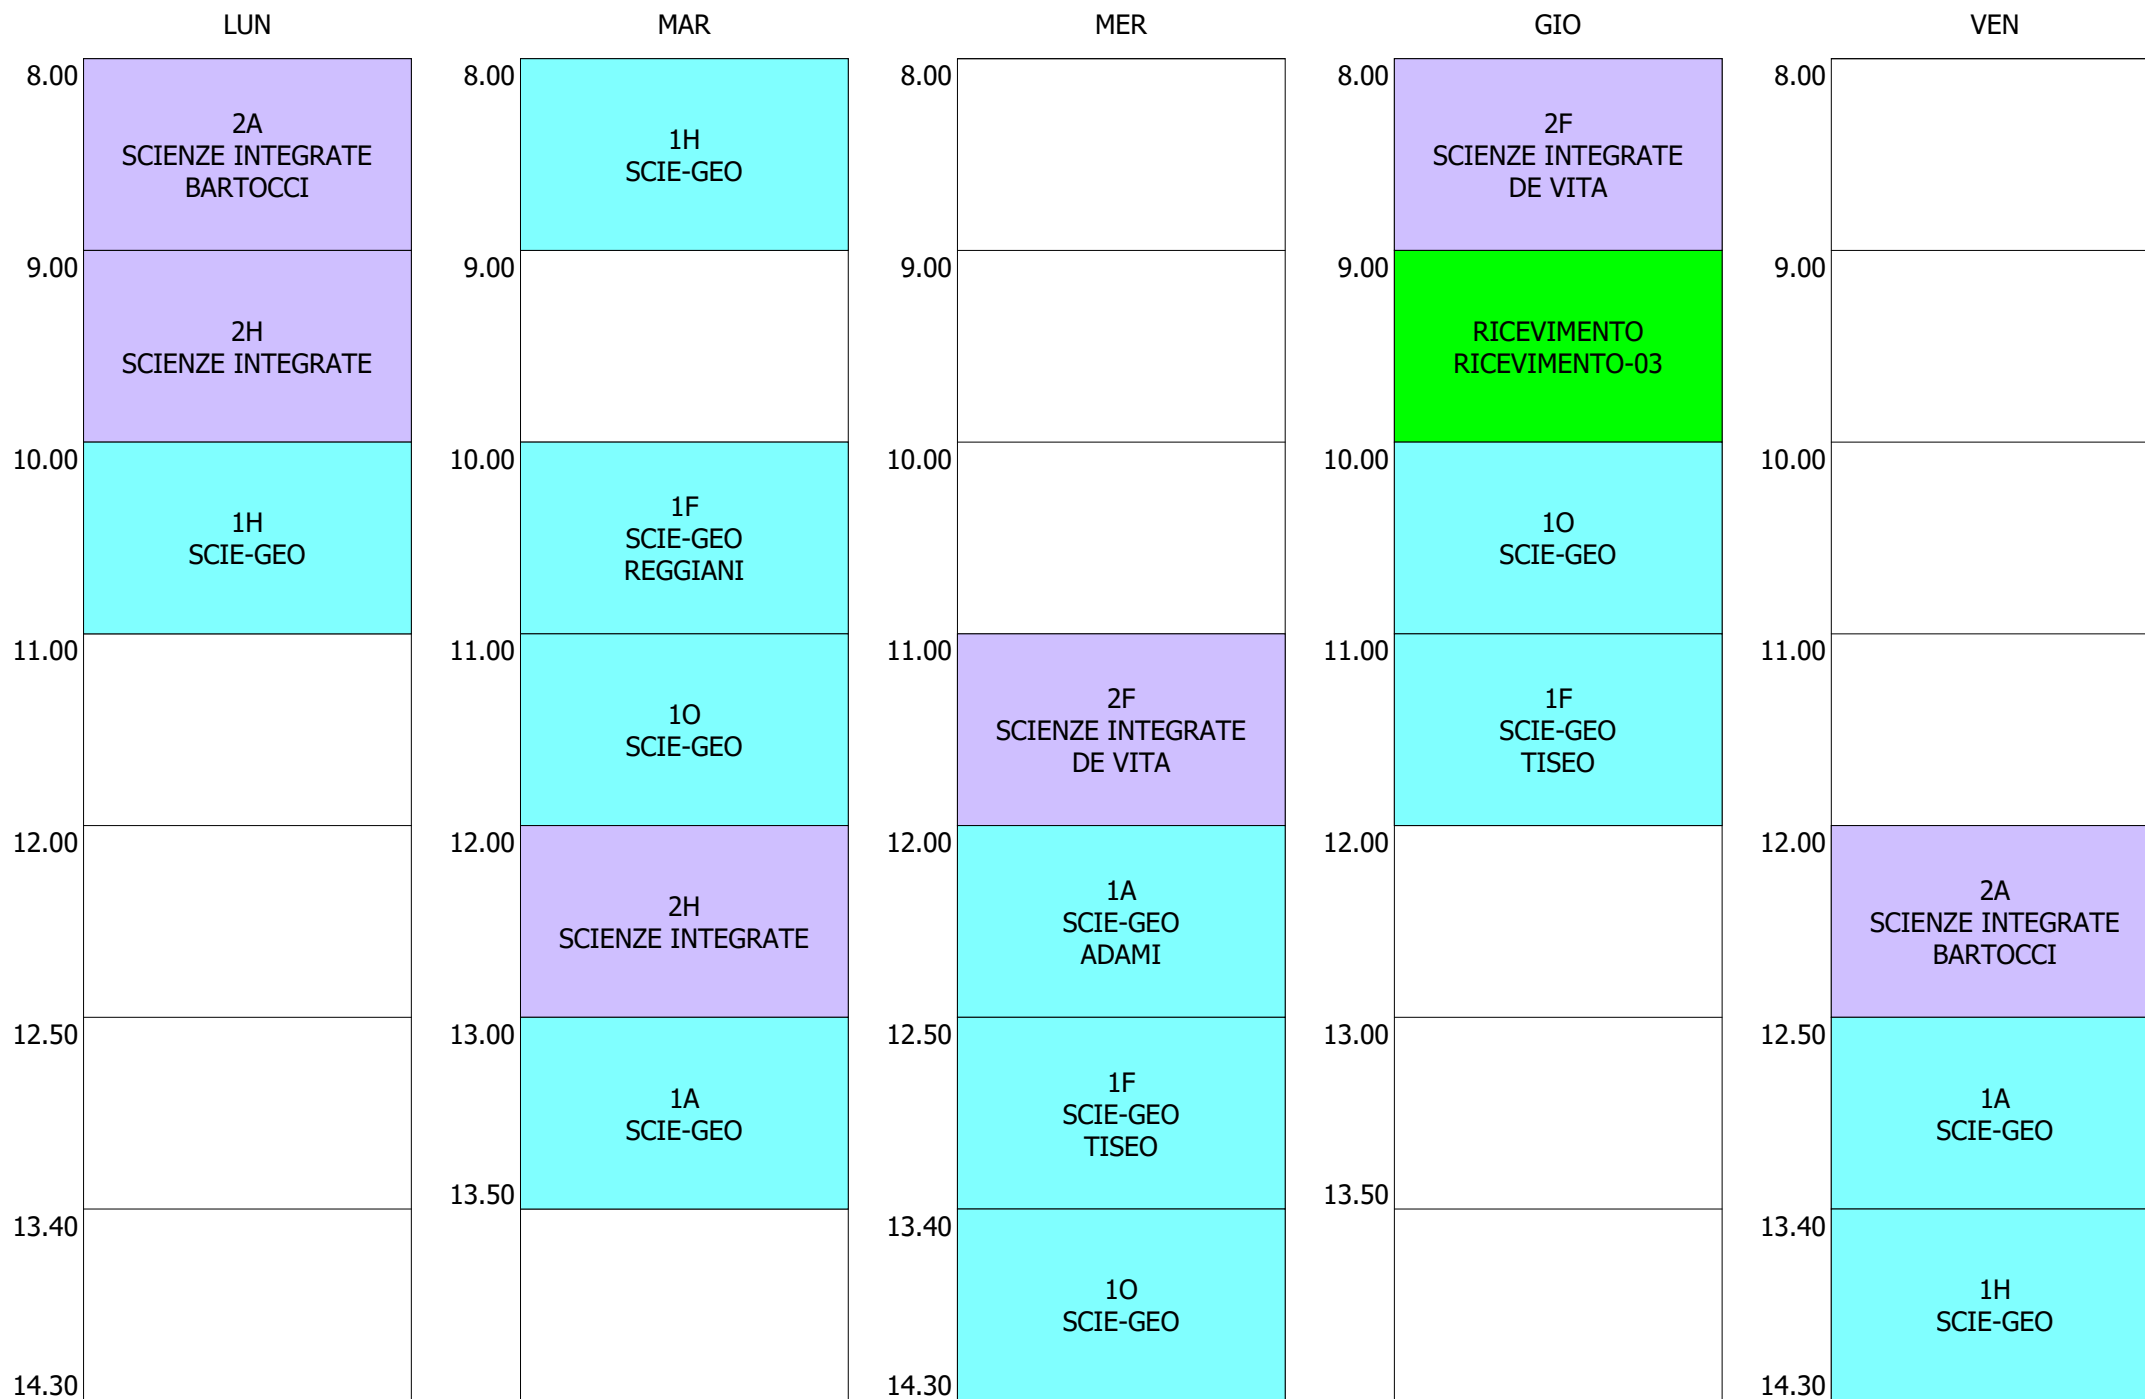 LUN
8.00
2A
SCIENZE INTEGRATE
BARTOCCI
9.00
2H
SCIENZE INTEGRATE
10.00
1H
SCIE-GEO
11.00
12.00
12.50
13.40
14.30
MAR
8.00
1H
SCIE-GEO
9.00
10.00
1F
SCIE-GEO
REGGIANI
11.00
1O
SCIE-GEO
12.00
2H
SCIENZE INTEGRATE
13.00
1A
SCIE-GEO
13.50
MER
8.00
9.00
10.00
11.00
2F
SCIENZE INTEGRATE
DE VITA
12.00
1A
SCIE-GEO
ADAMI
12.50
1F
SCIE-GEO
TISEO
13.40
1O
SCIE-GEO
14.30
GIO
8.00
2F
SCIENZE INTEGRATE
DE VITA
9.00
RICEVIMENTO
RICEVIMENTO-03
10.00
1O
SCIE-GEO
11.00
1F
SCIE-GEO
TISEO
12.00
13.00
13.50
VEN
8.00
9.00
10.00
11.00
12.00
2A
SCIENZE INTEGRATE
BARTOCCI
12.50
1A
SCIE-GEO
13.40
1H
SCIE-GEO
14.30